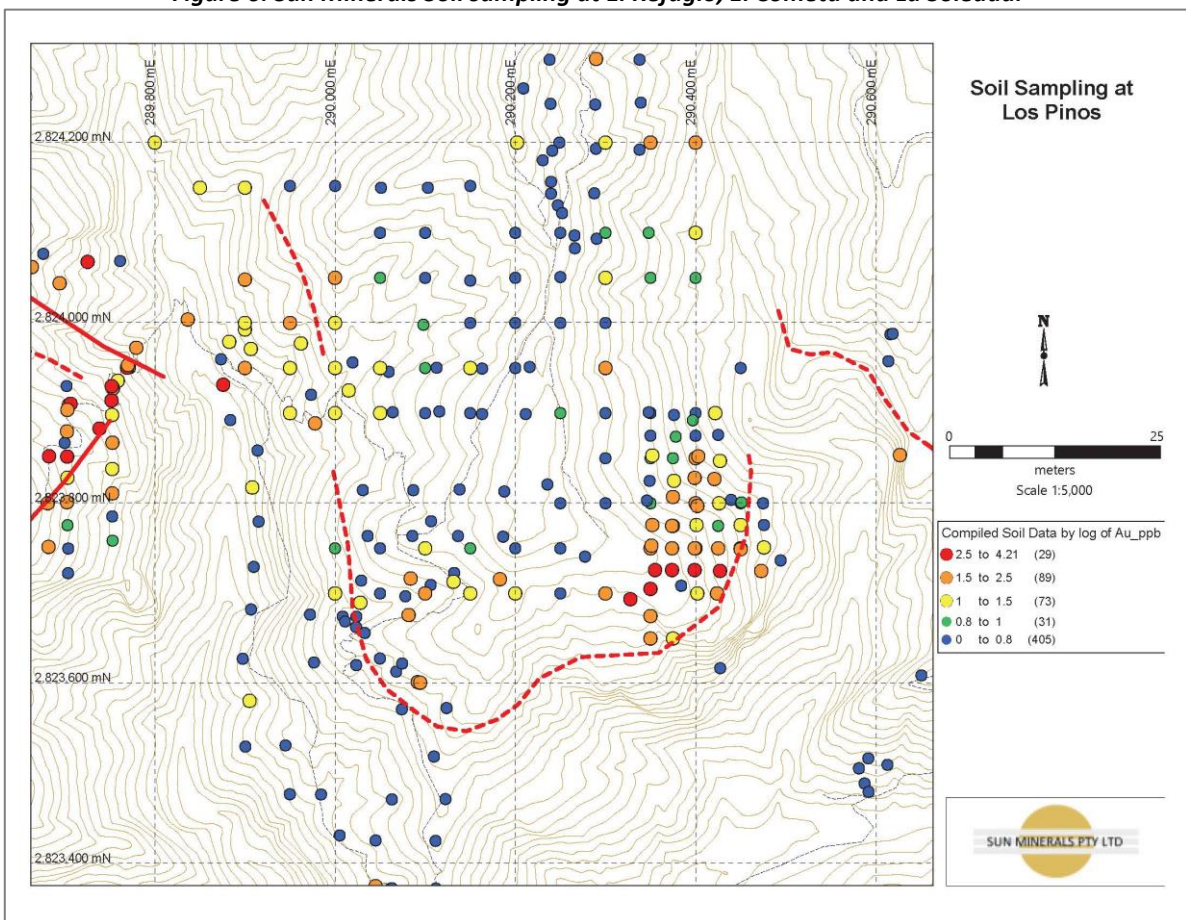 Soil Sampling at
Los Pinos
289.800 mE
290.000 mE
290.200 mE
290.400 mE
290.600 mE
2.824.200 mN
2.824.000 mN
2.823.800 mN
2.823.600 mN
2.823.400 mN
N
0 25
meters
Scale 1:5,000
Compiled Soil Data by log of Au_ppb
2.5 to 4.21 (29)
1.5 to 2.5 (89)
1 to 1.5 (73)
0.8 to 1 (31)
0 to 0.8 (405)
SUN MINERALS PTY LTD